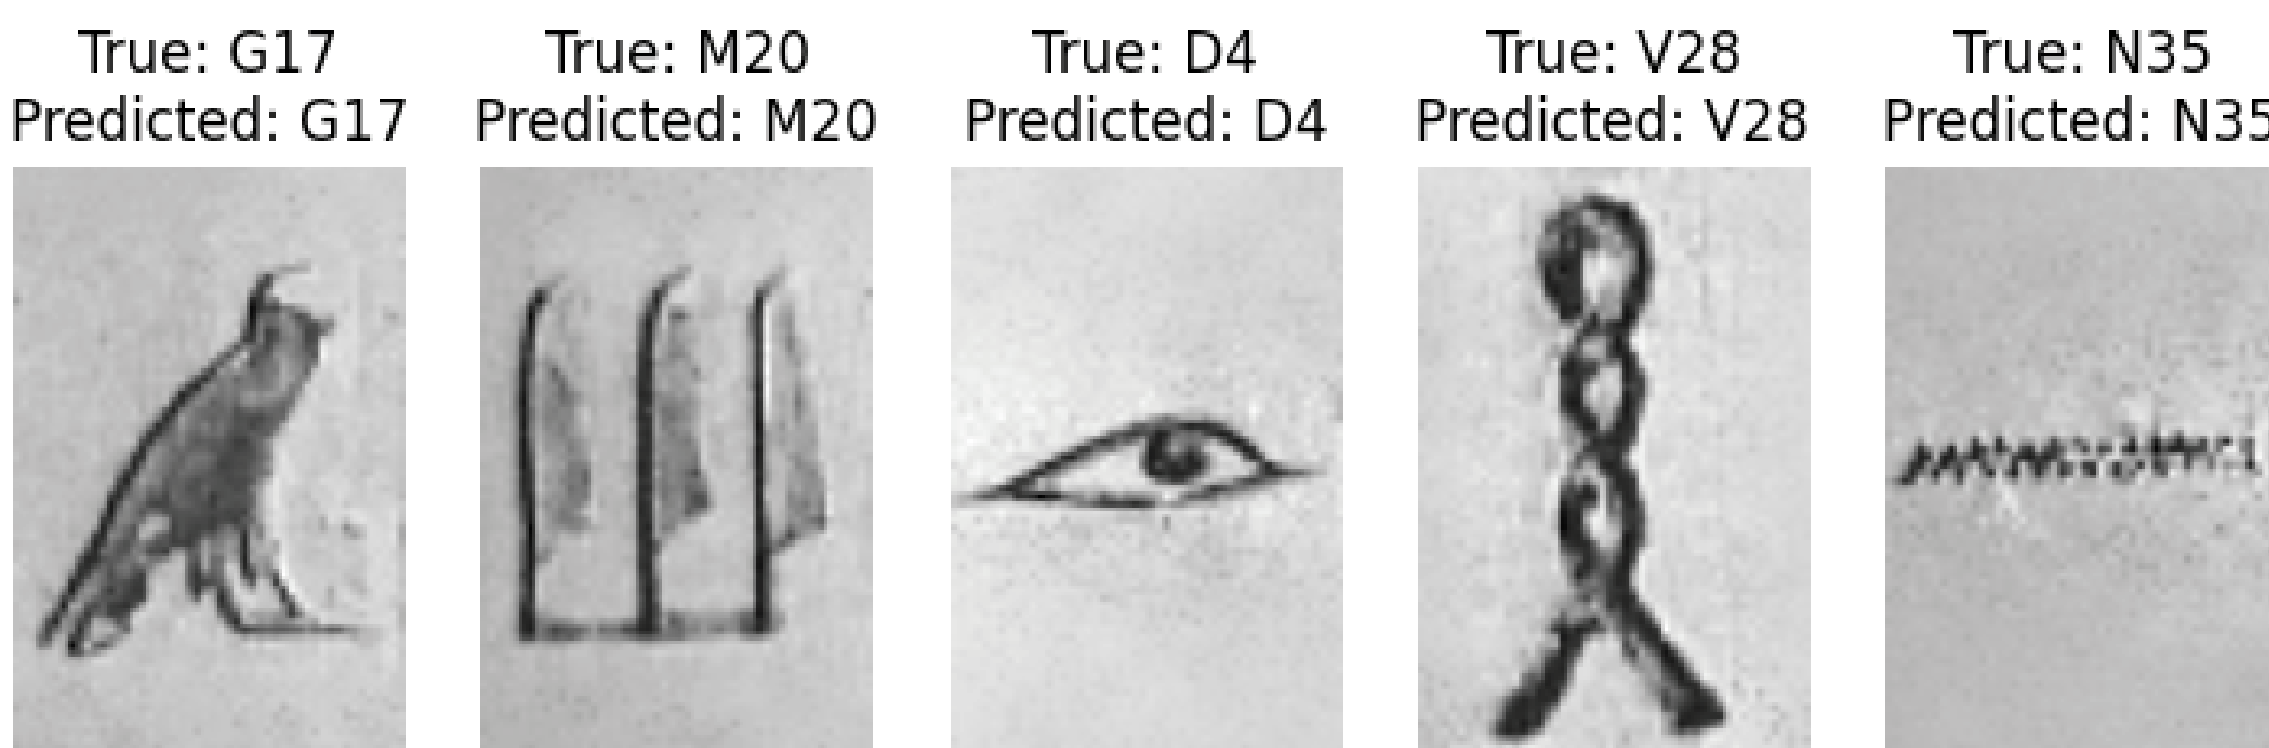 True: G17
Predicted: G17
True: M20
Predicted: M20
True: D4
Predicted: D4
True: V28
Predicted: V28
True: N35
Predicted: N35
𓅓
𓇏
𓁹
𓎛
𓈖